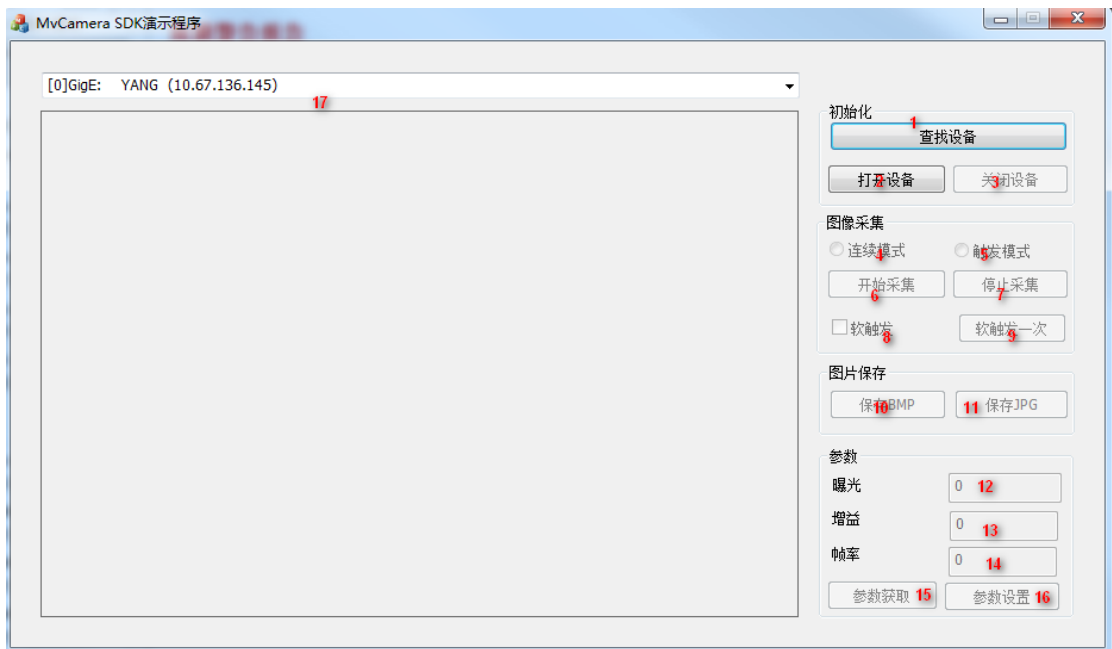 MvCamera SDK演示程序
[0]GigE: YANG (10.67.136.145)
17
初始化
1
查找设备
打开设备 2
关闭设备 3
图像采集
连续模式 4
触发模式 5
开始采集 6
停止采集 7
软触发 8
软触发一次 9
图片保存
保存BMP 10
11 保存JPG
参数
曝光 0 12
增益 0 13
帧率 0 14
参数获取 15
参数设置 16